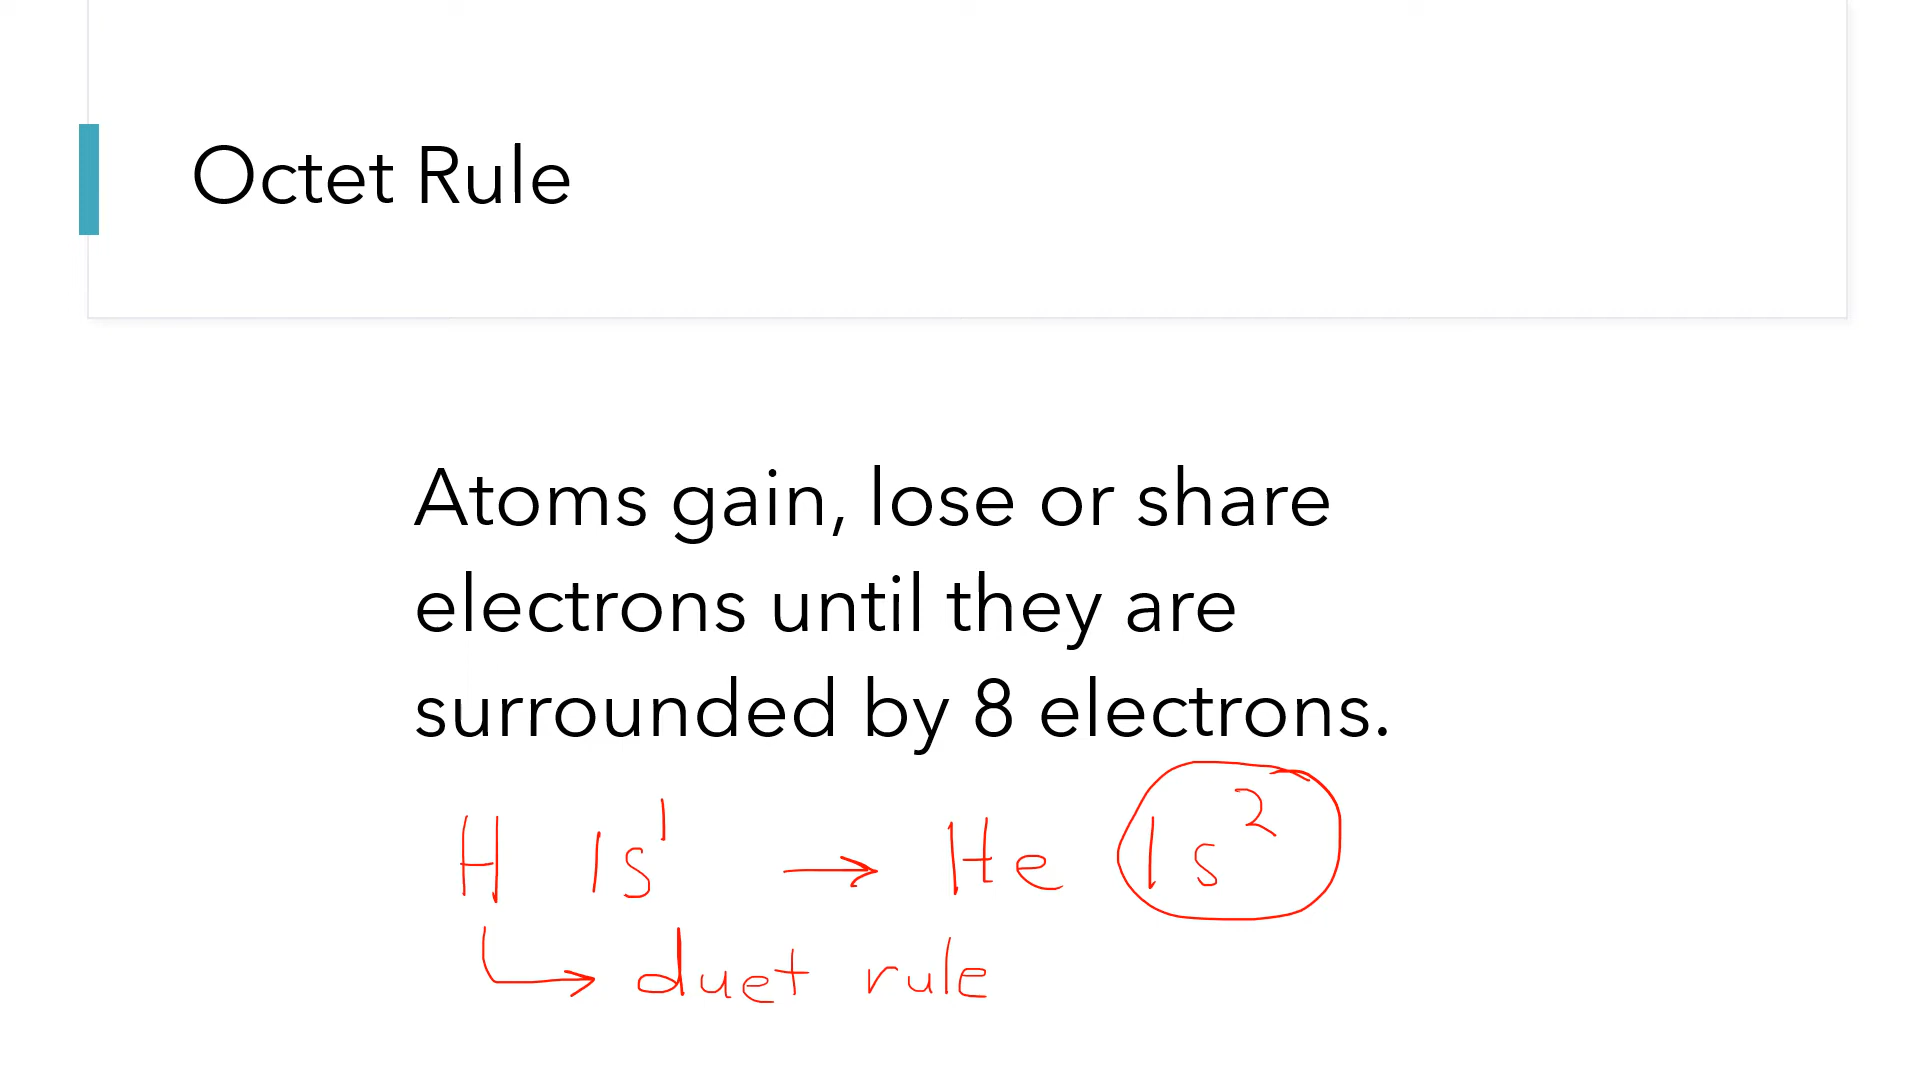 Octet Rule
Atoms gain, lose or share
electrons until they are
surrounded by 8 electrons.
H 1s¹ → He 1s²
↳ duet rule